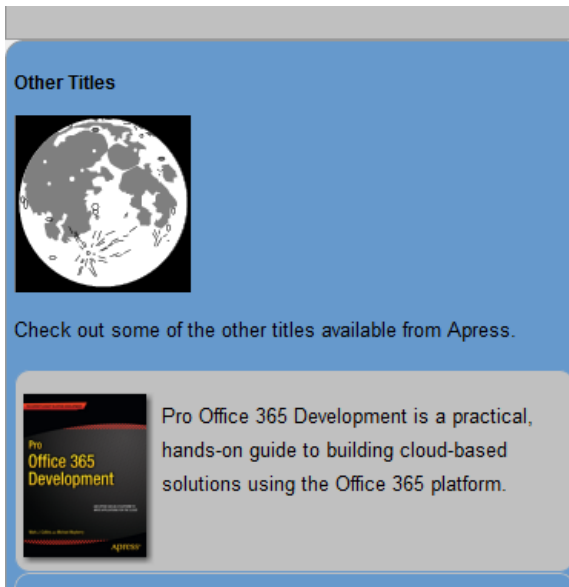 Other Titles
Check out some of the other titles available from Apress.
Pro Office 365 Development is a practical,
hands-on guide to building cloud-based
solutions using the Office 365 platform.
Pro
Office 365
Development
Apress